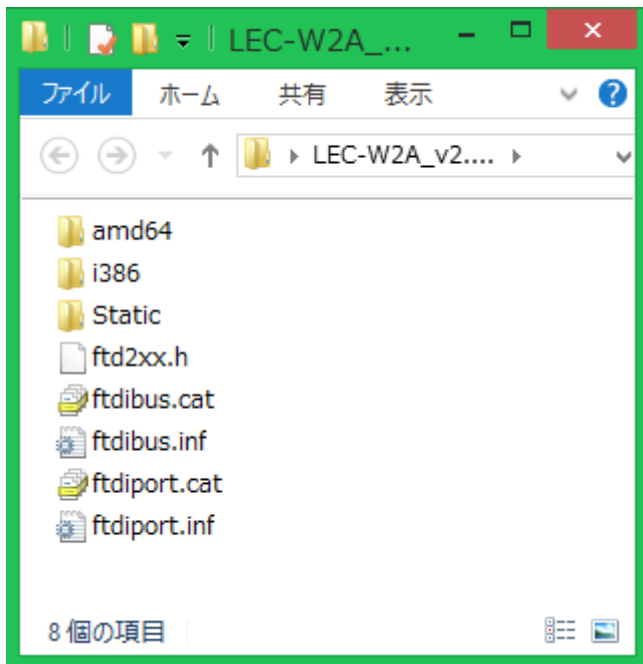 LEC-W2A_...
ファイル ホーム 共有 表示
LEC-W2A_v2....
amd64
i386
Static
ftd2xx.h
ftdibus.cat
ftdibus.inf
ftdiport.cat
ftdiport.inf
8 個の項目